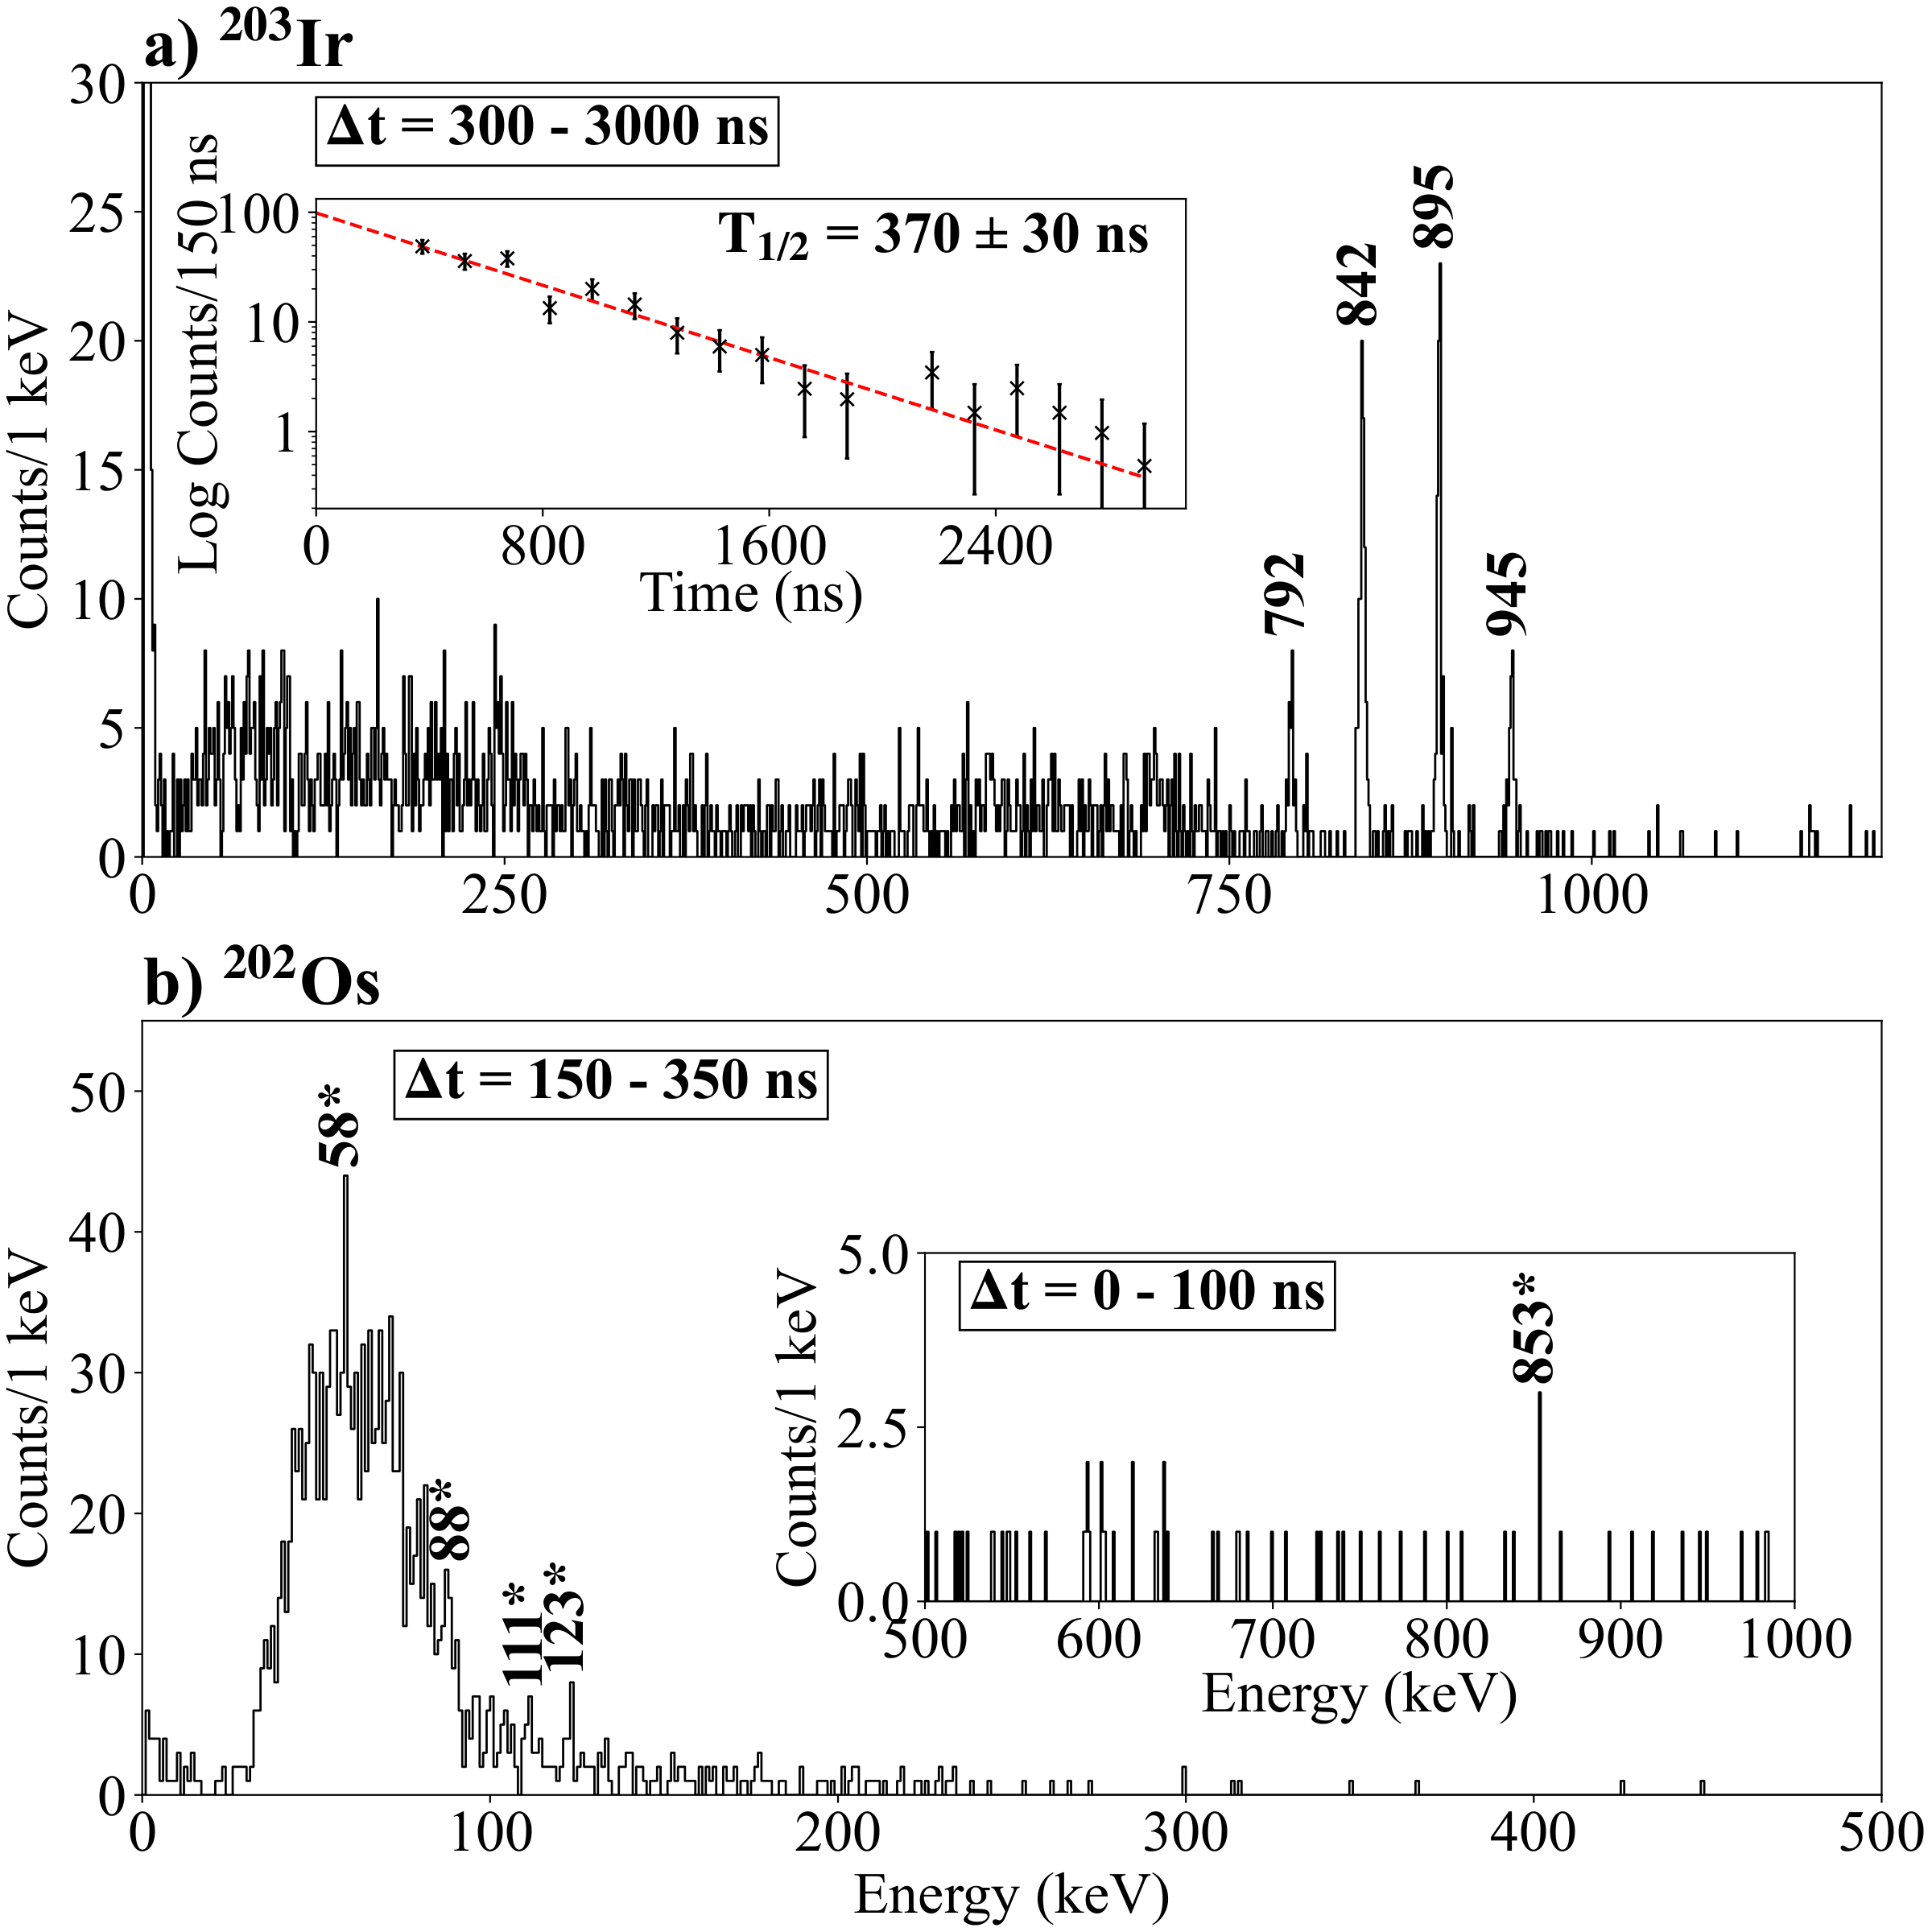 a) ²⁰³Ir
Counts/1 keV
30
25
20
15
10
5
0
Δt = 300 - 3000 ns
Log Counts/150 ns
100
10
1
T₁/₂ = 370 ± 30 ns
0 800 1600 2400
Time (ns)
792
842
895
945
0 250 500 750 1000
b) ²⁰²Os
Counts/1 keV
50
40
30
20
10
0
Δt = 150 - 350 ns
58*
88*
111*
123*
Counts/1 keV
5.0
2.5
0.0
Δt = 0 - 100 ns
853*
500 600 700 800 900 1000
Energy (keV)
0 100 200 300 400 500
Energy (keV)